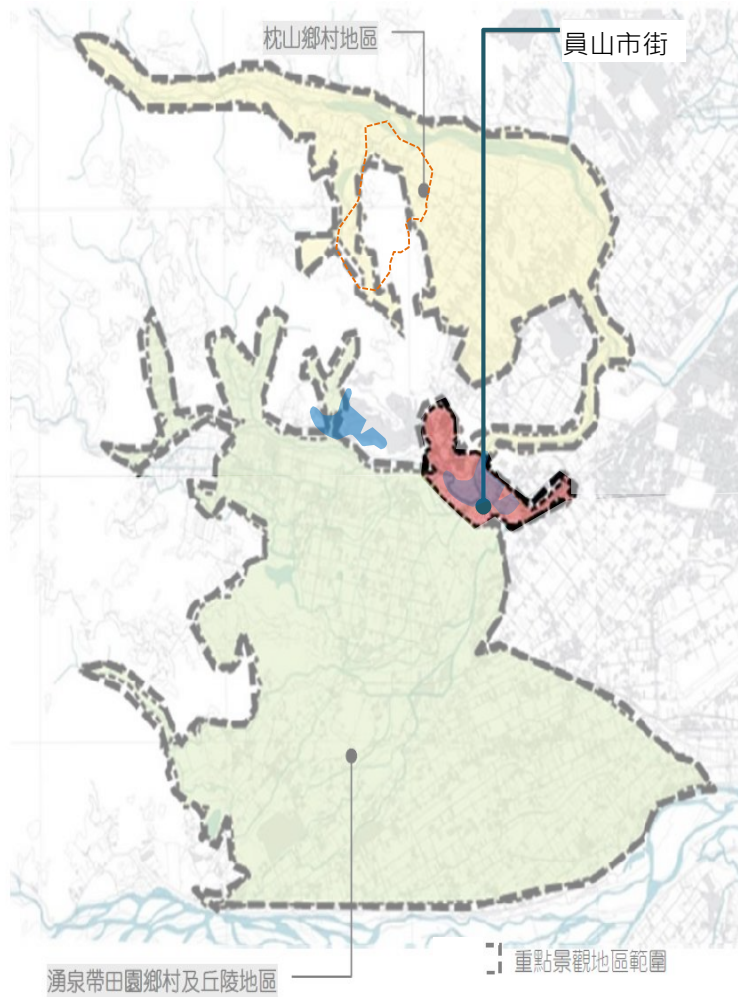 枕山鄉村地區
員山市街
重點景觀地區範圍
湧泉帶田園鄉村及丘陵地區